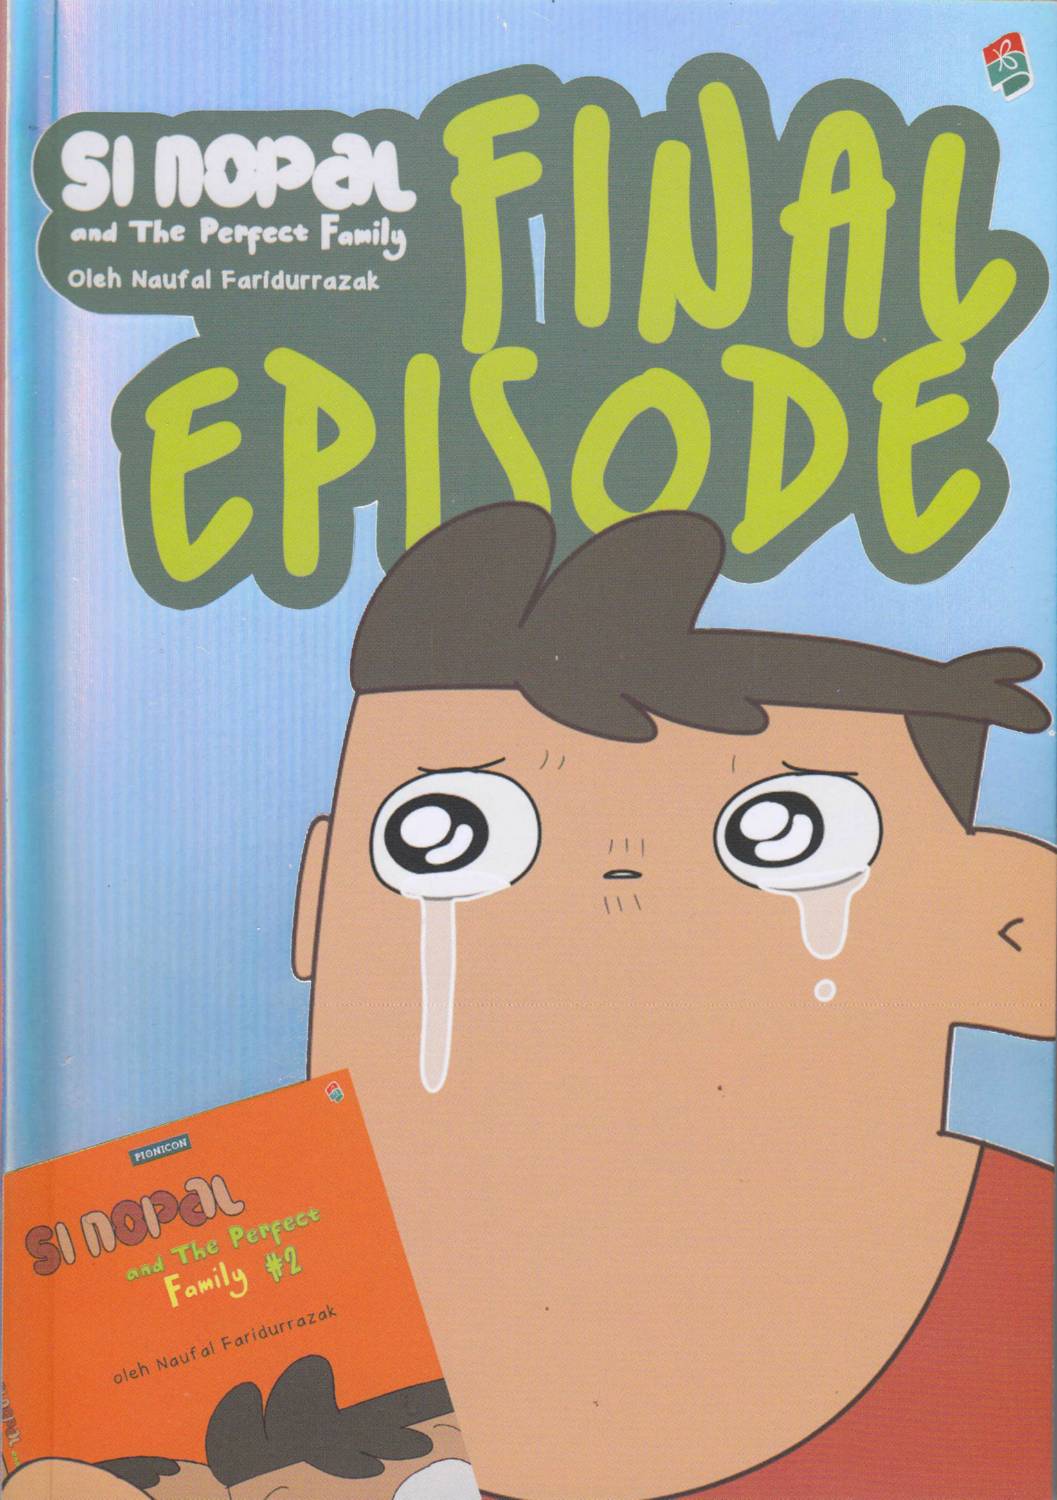 SI NOPAL
and The Perfect Family
Oleh Naufal Faridurrazak
FINAL
EPISODE
PIONICON
SI NOPAL
and The Perfect
Family #2
oleh Naufal Faridurrazak